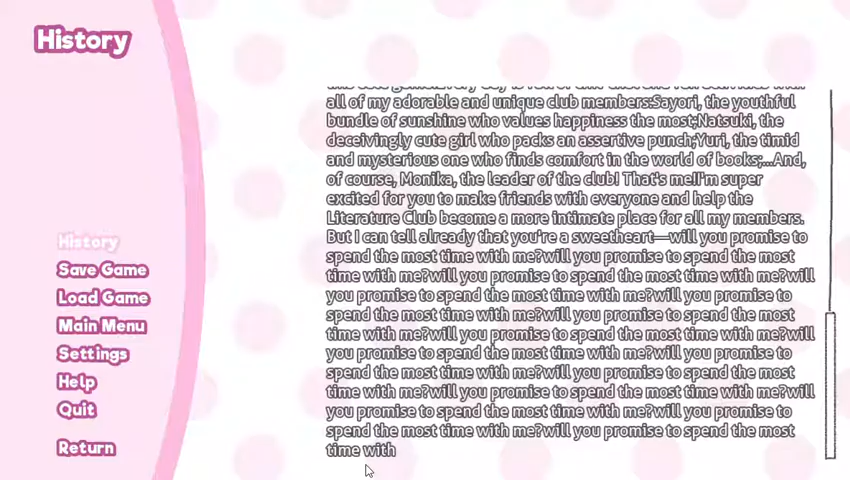 History
History
Save Game
Load Game
Main Menu
Settings
Help
Quit
Return
all of my adorable and unique club members:Sayori, the youthful
bundle of sunshine who values happiness the most;Natsuki, the
deceivingly cute girl who packs an assertive punch;Yuri, the timid
and mysterious one who finds comfort in the world of books;...And,
of course, Monika, the leader of the club! That's me!I'm super
excited for you to make friends with everyone and help the
Literature Club become a more intimate place for all my members.
But I can tell already that you're a sweetheart—will you promise to
spend the most time with me?will you promise to spend the most
time with me?will you promise to spend the most time with me?will
you promise to spend the most time with me?will you promise to
spend the most time with me?will you promise to spend the most
time with me?will you promise to spend the most time with me?will
you promise to spend the most time with me?will you promise to
spend the most time with me?will you promise to spend the most
time with me?will you promise to spend the most time with me?will
you promise to spend the most time with me?will you promise to
spend the most time with me?will you promise to spend the most
time with